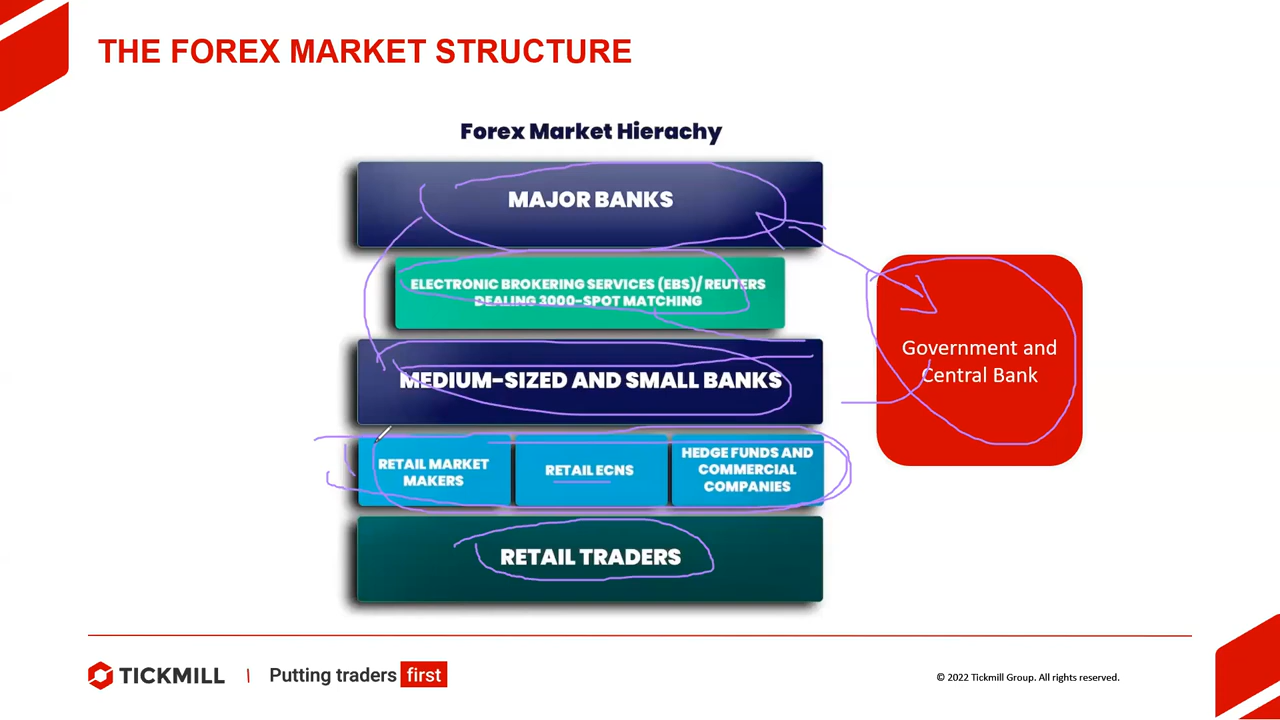 THE FOREX MARKET STRUCTURE
Forex Market Hierachy
MAJOR BANKS
ELECTRONIC BROKERING SERVICES (EBS)/ REUTERS
DEALING 3000-SPOT MATCHING
Government and
Central Bank
MEDIUM-SIZED AND SMALL BANKS
RETAIL MARKET
MAKERS
RETAIL ECNS
HEDGE FUNDS AND
COMMERCIAL
COMPANIES
RETAIL TRADERS
TICKMILL | Putting traders first
© 2022 Tickmill Group. All rights reserved.